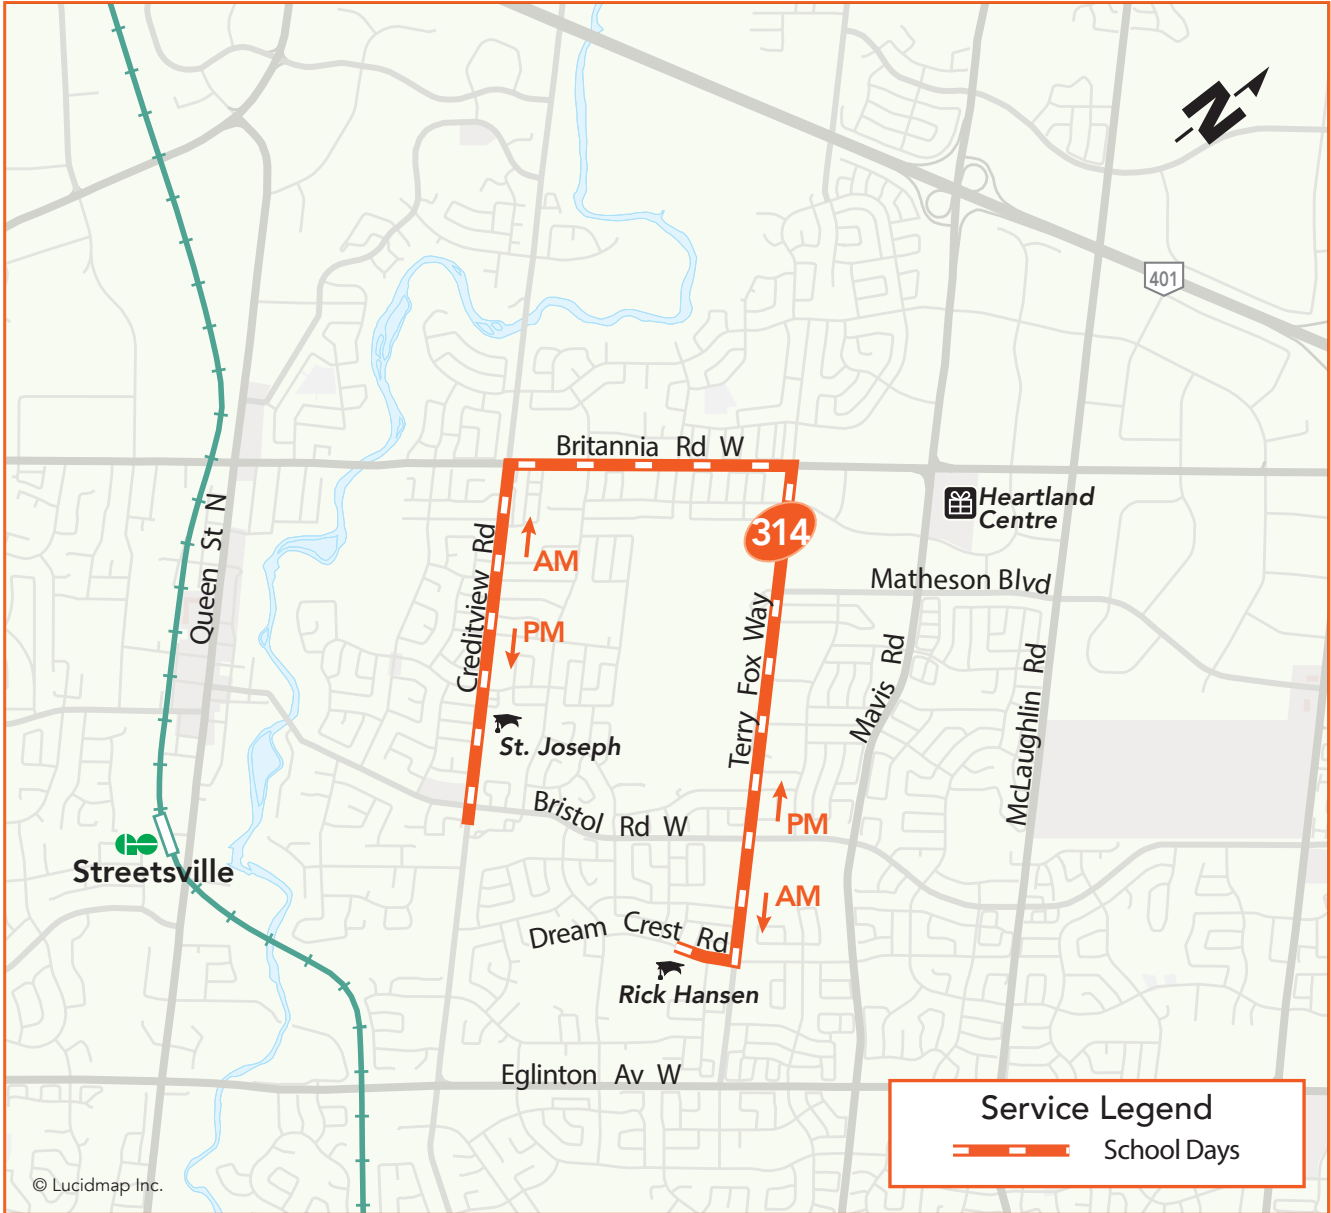 N
401
Britannia Rd W
Heartland
Centre
314
Queen St N
Creditview Rd
AM
Matheson Blvd
PM
Terry Fox Way
Mavis Rd
McLaughlin Rd
St. Joseph
Bristol Rd W
PM
GO
Streetsville
AM
Dream Crest Rd
Rick Hansen
Eglinton Av W
Service Legend
School Days
© Lucidmap Inc.